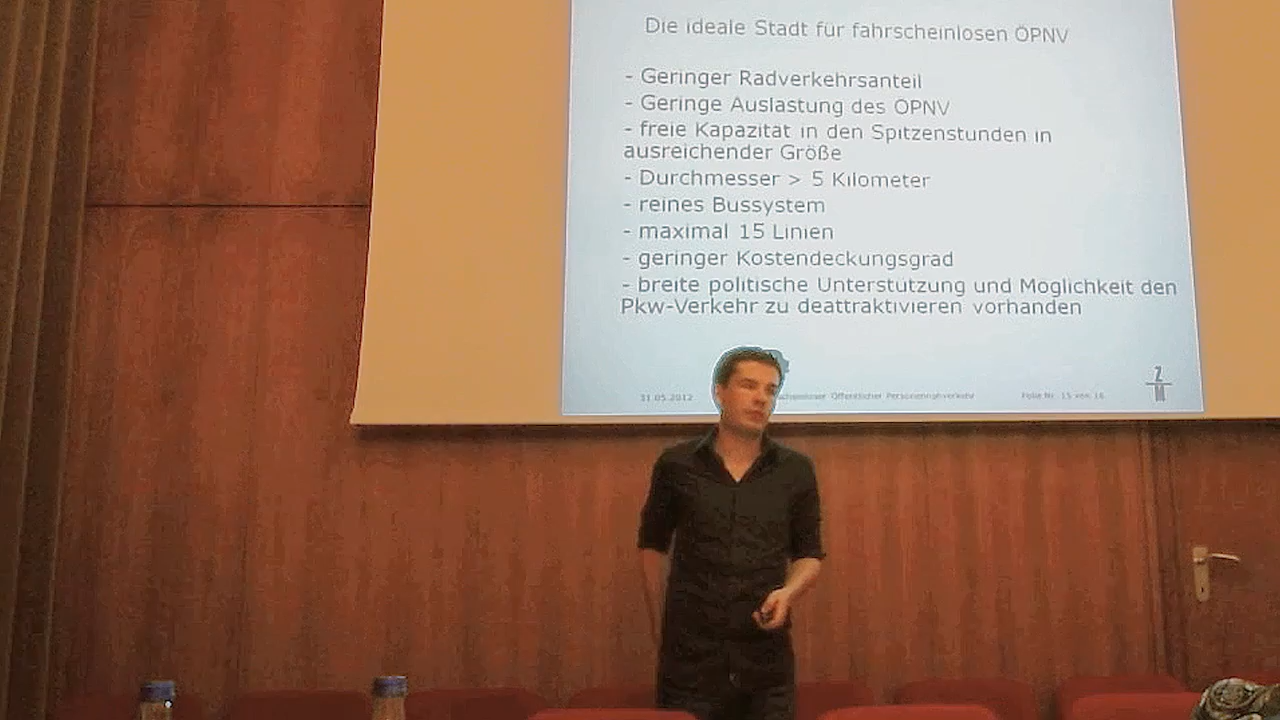 Die ideale Stadt für fahrscheinlosen ÖPNV
- Geringer Radverkehrsanteil
- Geringe Auslastung des ÖPNV
- freie Kapazität in den Spitzenstunden in
ausreichender Größe
- Durchmesser > 5 Kilometer
- reines Bussystem
- maximal 15 Linien
- geringer Kostendeckungsgrad
- breite politische Unterstützung und Möglichkeit den
Pkw-Verkehr zu deattraktivieren vorhanden
31.05.2012 Öffentlicher Personennahverkehr Folie Nr. 15 von 16
Z
M